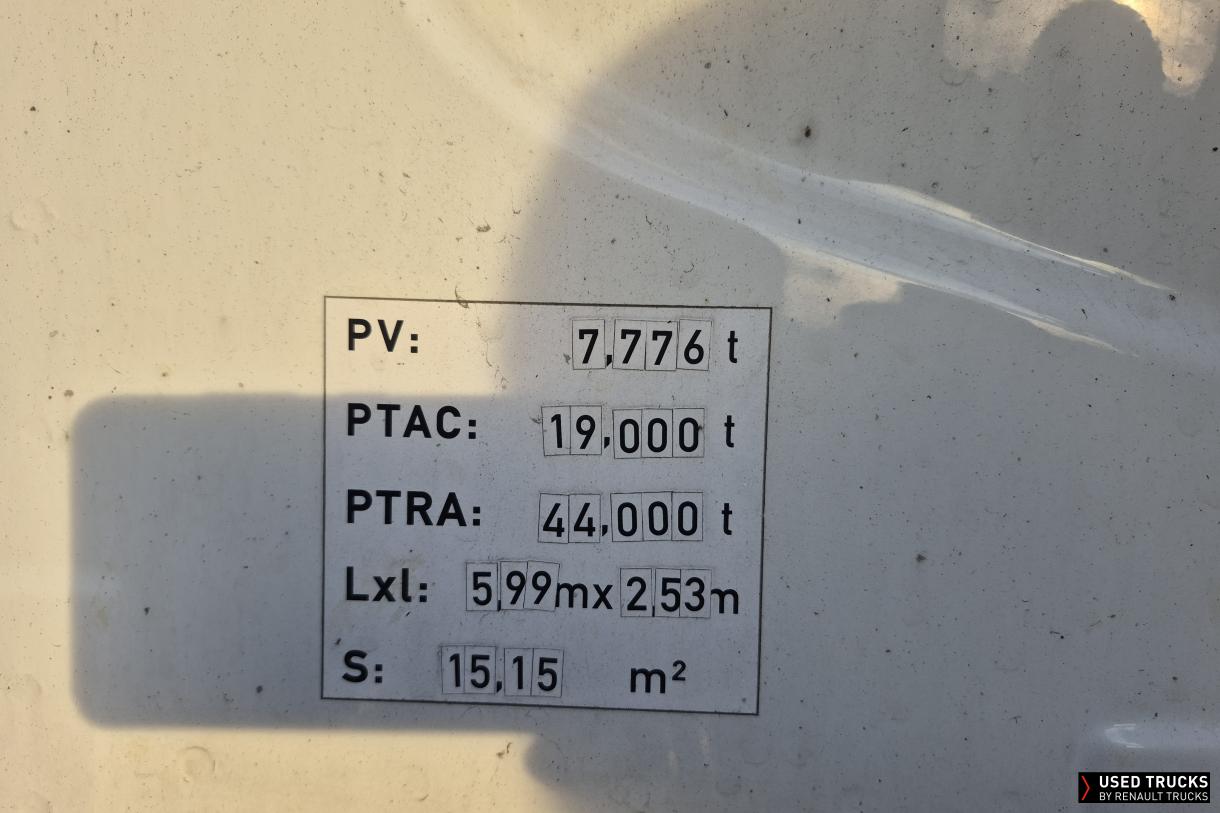 PV: 7,776 t
PTAC: 19,000 t
PTRA: 44,000 t
Lxl: 5,99mx 2,53m
S: 15,15 m²
USED TRUCKS
BY RENAULT TRUCKS